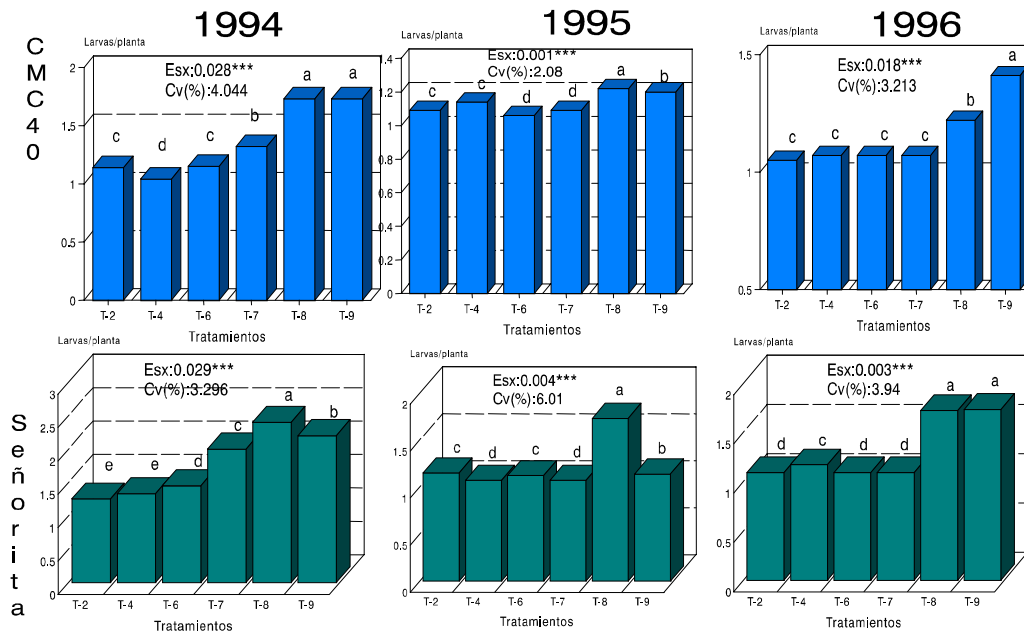 1994
1995
1996
CMC40
Larvas/planta
Esx:0.028***
Cv(%):4.044
2
1.5
1
0.5
0
c
d
c
b
a
a
T-2
T-4
T-6
T-7
T-8
T-9
Tratamientos
Larvas/planta
Esx:0.001***
Cv(%):2.08
1.4
1.2
1.0
0.8
0.6
0.4
0.2
0
c
c
d
d
a
b
T-2
T-4
T-6
T-7
T-8
T-9
Tratamientos
Larvas/planta
Esx:0.018***
Cv(%):3.213
1.5
1
0.5
c
c
c
c
b
a
T-2
T-4
T-6
T-7
T-8
T-9
Tratamientos
Señorita
Larvas/planta
Esx:0.029***
Cv(%):3.296
3
2.5
2
1.5
1
0.5
0
e
e
d
c
a
b
T-2
T-4
T-6
T-7
T-8
T-9
Tratamientos
Larvas/planta
Esx:0.004***
Cv(%):6.01
2
1.5
1
0.5
0
c
d
c
d
a
b
T-2
T-4
T-6
T-7
T-8
T-9
Tratamientos
Larvas/planta
Esx:0.003***
Cv(%):3.94
2
1.5
1
0.5
0
d
c
d
d
a
a
T-2
T-4
T-6
T-7
T-8
T-9
Tratamientos